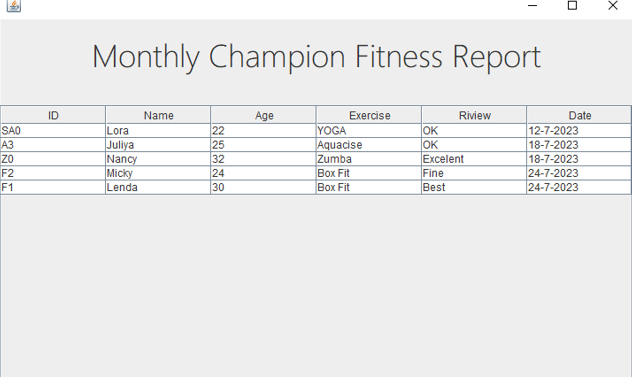 Monthly Champion Fitness Report
ID Name Age Exercise Riview Date
SA0 Lora 22 YOGA OK 12-7-2023
A3 Juliya 25 Aquacise OK 18-7-2023
Z0 Nancy 32 Zumba Excelent 18-7-2023
F2 Micky 24 Box Fit Fine 24-7-2023
F1 Lenda 30 Box Fit Best 24-7-2023